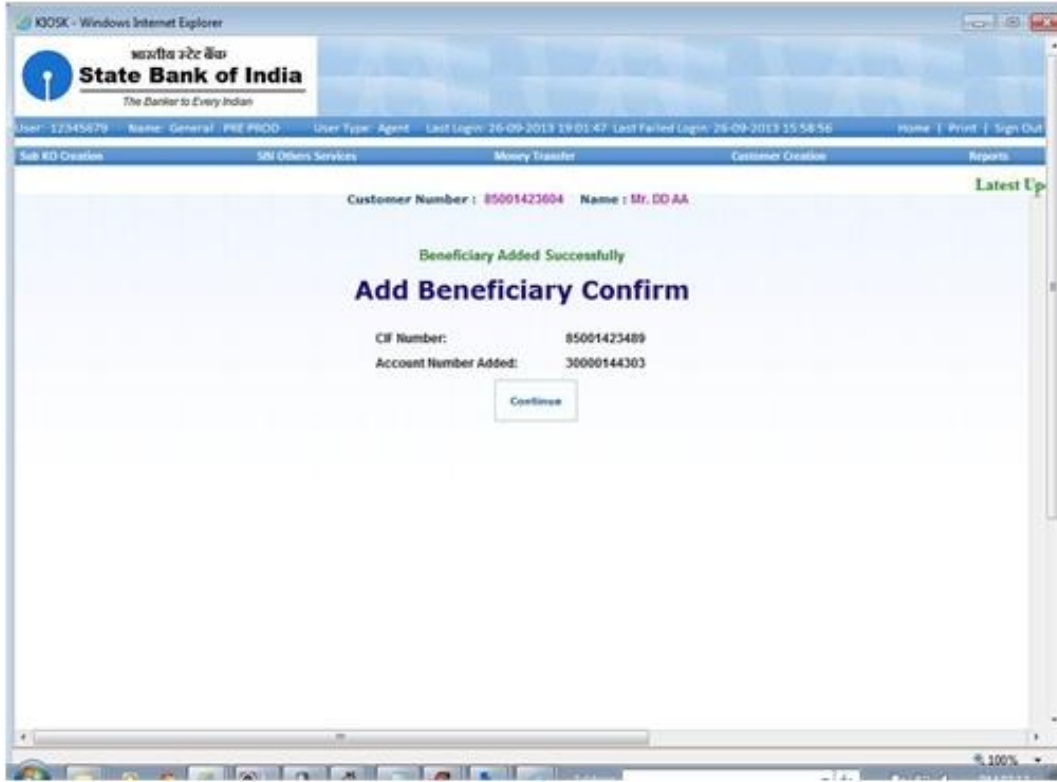 KIOSK - Windows Internet Explorer
भारतीय स्टेट बैंक
State Bank of India
The Banker to Every Indian
User: 12345679 Name: General PRE PROD User Type: Agent Last Login: 26-09-2013 19:01:47 Last Failed Login: 26-09-2013 15:58:56 Home | Print | Sign Out
Sub KO Creation SBI Others Services Money Transfer Customer Creation Reports
Latest Up
Customer Number : 85001423604 Name : Mr. DD AA
Beneficiary Added Successfully
Add Beneficiary Confirm
CIF Number: 85001423489
Account Number Added: 30000144303
Continue
100%